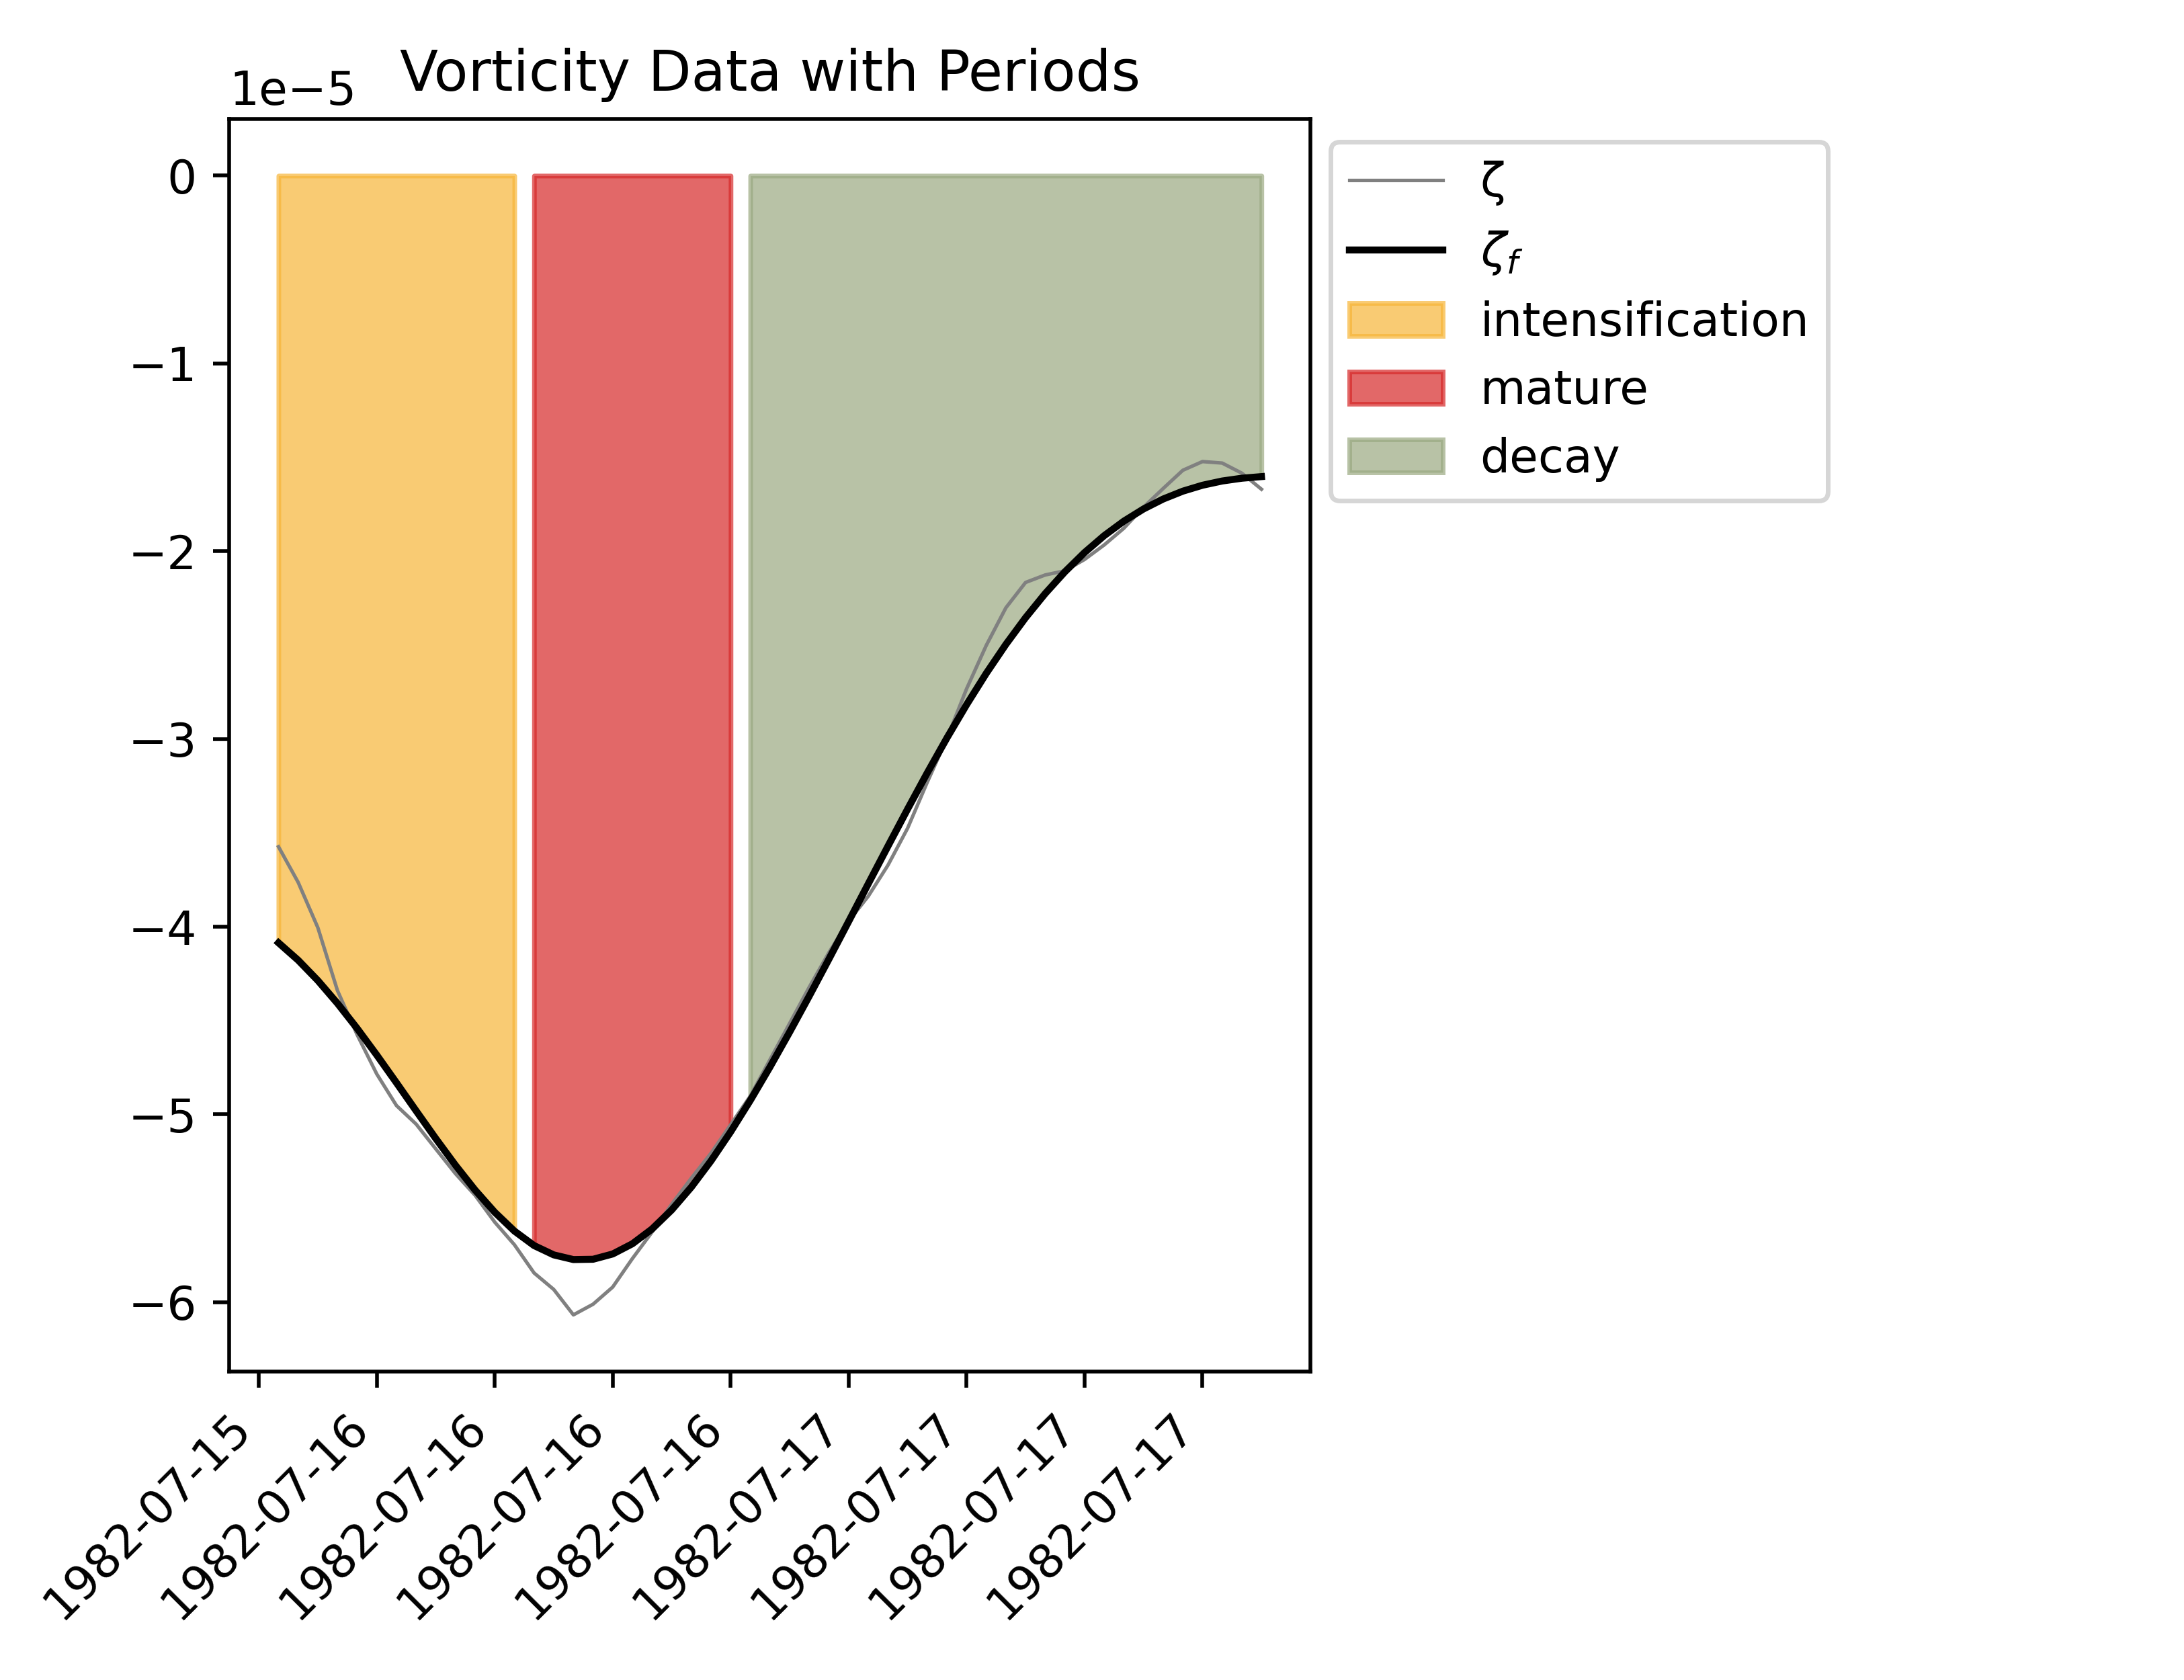 Vorticity Data with Periods
1e−5
0
−1
−2
−3
−4
−5
−6
1982-07-15
1982-07-16
1982-07-16
1982-07-16
1982-07-16
1982-07-17
1982-07-17
1982-07-17
1982-07-17
ζ
ζf
intensification
mature
decay